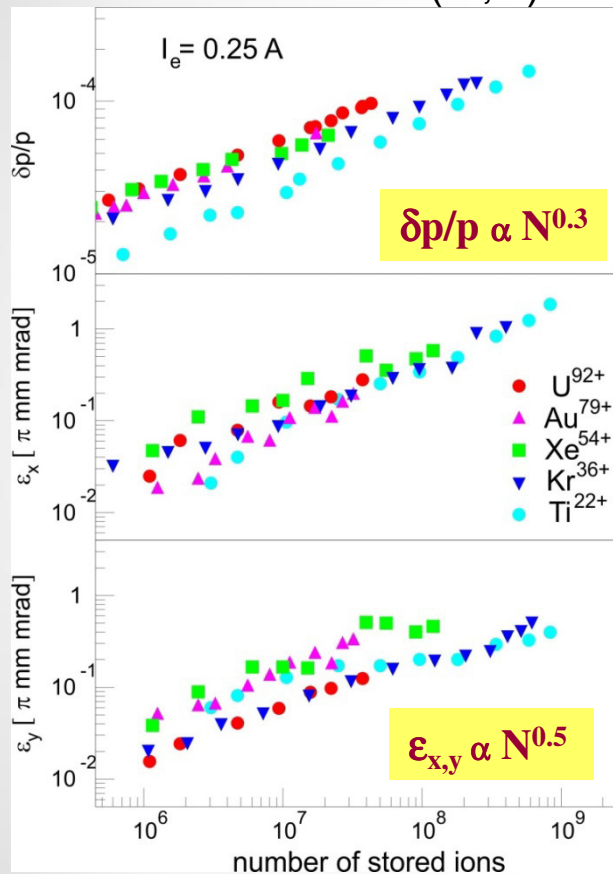 I_e= 0.25 A
10^-4
δp/p
δp/p α N^0.3
10^-5
1
10^-1
10^-2
ε_x [ π mm mrad]
U^92+
Au^79+
Xe^54+
Kr^36+
Ti^22+
1
10^-1
10^-2
ε_y [ π mm mrad]
ε_x,y α N^0.5
10^6 10^7 10^8 10^9
number of stored ions